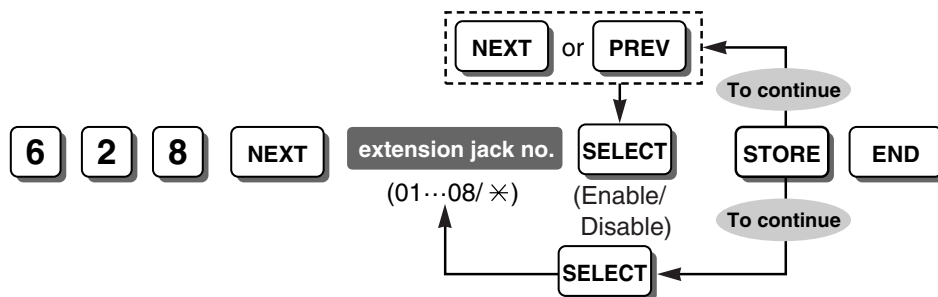 NEXT or PREV
To continue
6 2 8 NEXT extension jack no. SELECT STORE END
(01···08/ ✳)
(Enable/
Disable)
To continue
SELECT